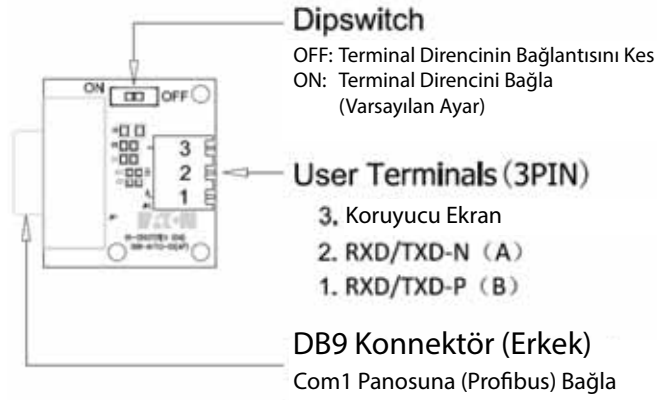 Dipswitch
OFF: Terminal Direncinin Bağlantısını Kes
ON: Terminal Direncini Bağla
(Varsayılan Ayar)
ON
OFF
3
2
1
User Terminals (3PIN)
3. Koruyucu Ekran
2. RXD/TXD-N (A)
1. RXD/TXD-P (B)
DB9 Konnektör (Erkek)
Com1 Panosuna (Profibus) Bağla